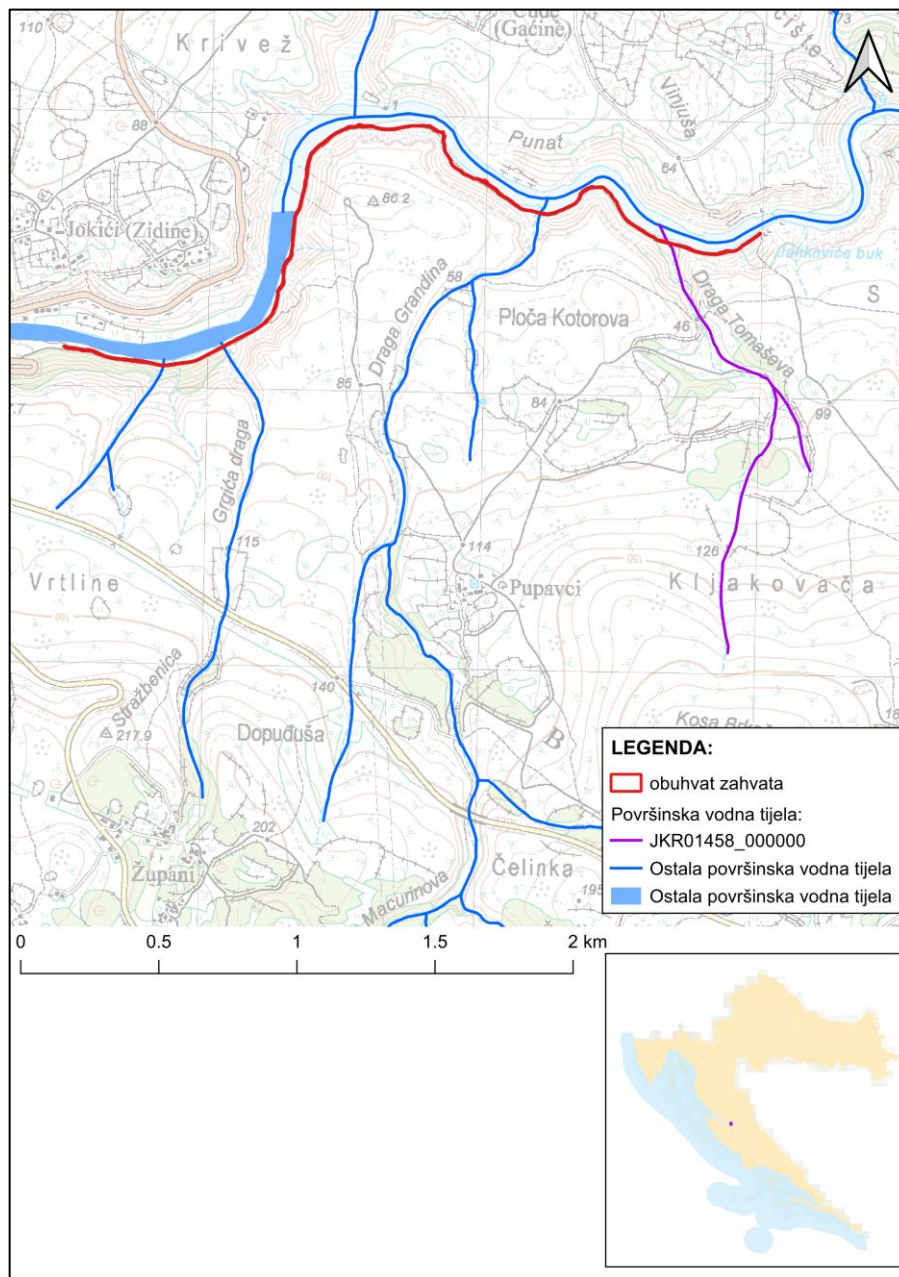 110
Krivež
(Gaćine)
73
1
88
Punat
Vinjuša
64
86.2
Jokići (Zidine)
Jankovića buk
58
S
Draga Grandina
Ploča Kotorova
46
Draga Tomaševa
86
84
99
Grgića draga
115
114
126
Vrtline
Pupavci
Kljakovača
Stražbenica
140
217.9
Dopuđuša
B
202
Župani
Čelinka
195
Macurinova
LEGENDA:
obuhvat zahvata
Površinska vodna tijela:
JKR01458_000000
Ostala površinska vodna tijela
Ostala površinska vodna tijela
0 0.5 1 1.5 2 km